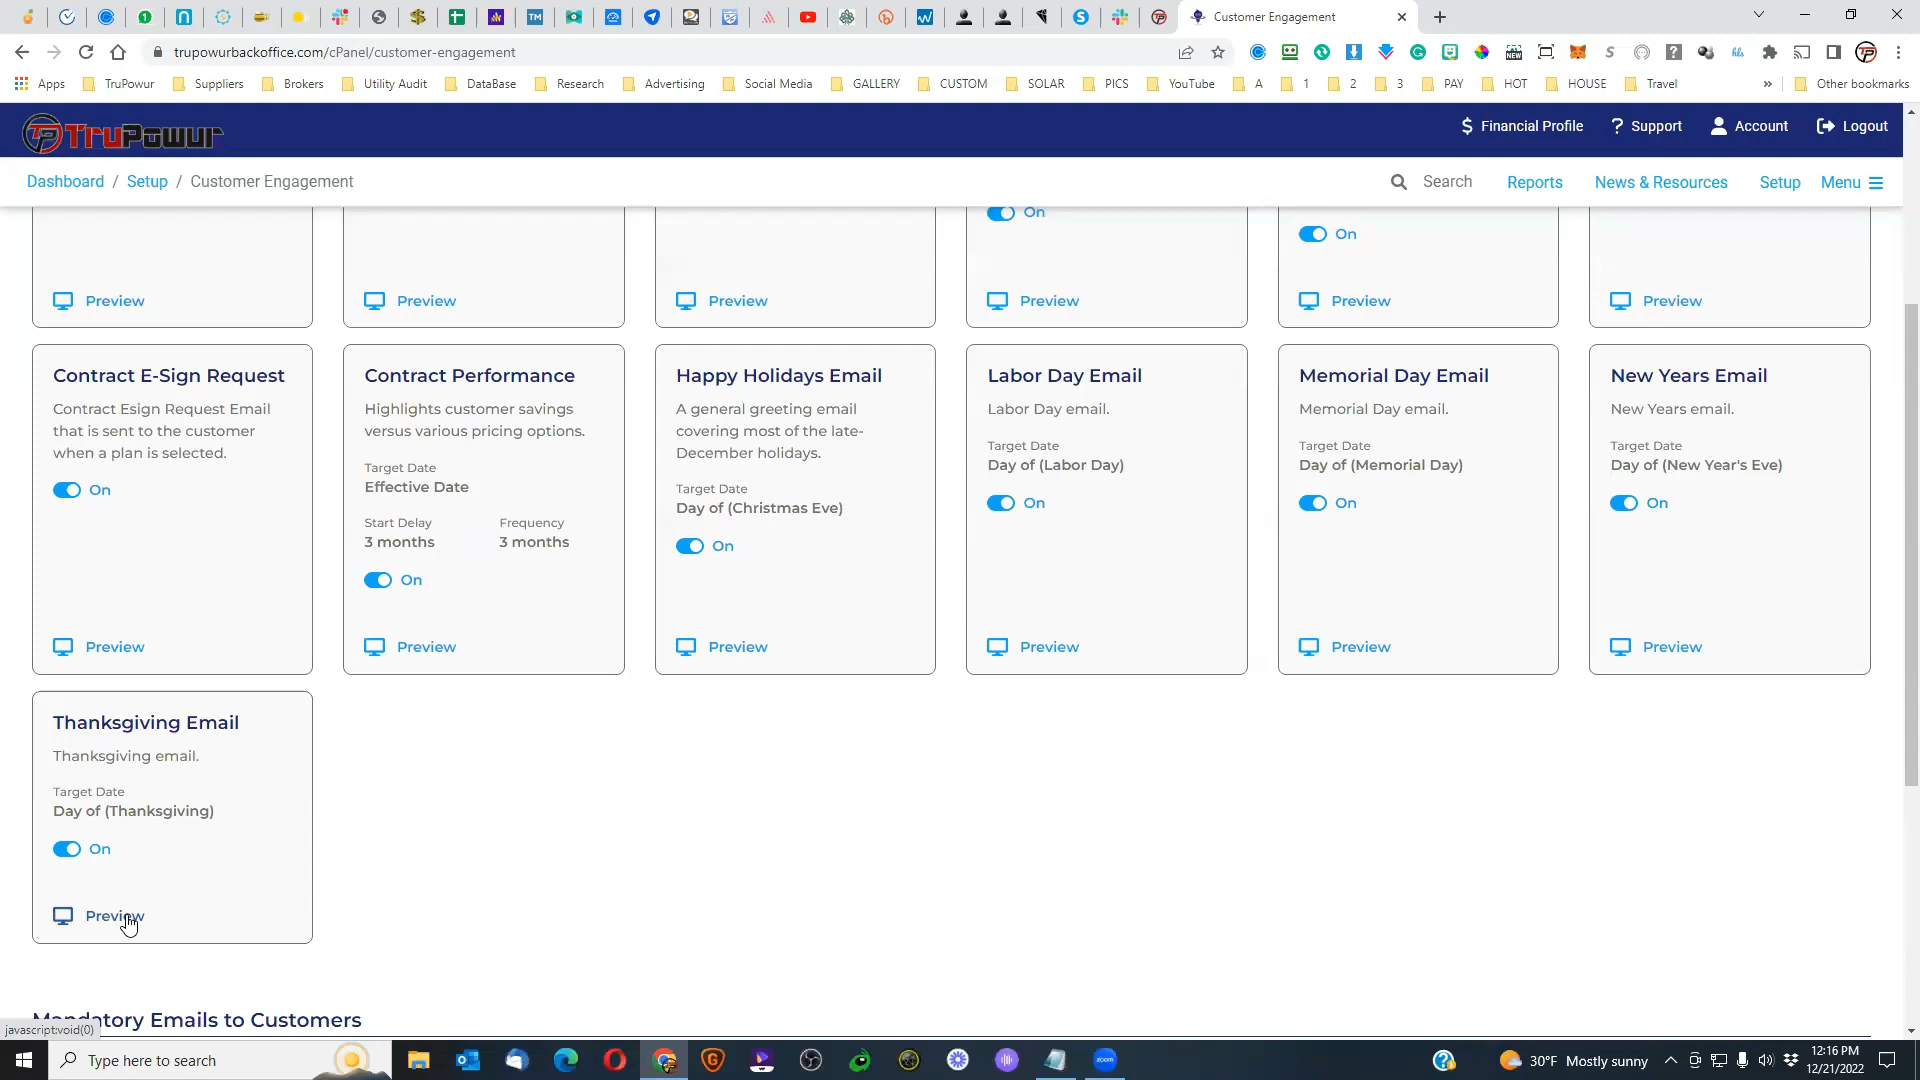 Customer Engagement
trupowurbackoffice.com/cPanel/customer-engagement
Apps TruPowur Suppliers Brokers Utility Audit DataBase Research Advertising Social Media GALLERY CUSTOM SOLAR PICS YouTube A 1 2 3 PAY HOT HOUSE Travel » Other bookmarks
TruPowur
$ Financial Profile ? Support Account Logout
Dashboard / Setup / Customer Engagement
Search Reports News & Resources Setup Menu
On
On
Preview Preview Preview Preview Preview Preview
Contract E-Sign Request
Contract Esign Request Email
that is sent to the customer
when a plan is selected.
On
Preview
Contract Performance
Highlights customer savings
versus various pricing options.
Target Date
Effective Date
Start Delay Frequency
3 months 3 months
On
Preview
Happy Holidays Email
A general greeting email
covering most of the late-
December holidays.
Target Date
Day of (Christmas Eve)
On
Preview
Labor Day Email
Labor Day email.
Target Date
Day of (Labor Day)
On
Preview
Memorial Day Email
Memorial Day email.
Target Date
Day of (Memorial Day)
On
Preview
New Years Email
New Years email.
Target Date
Day of (New Year's Eve)
On
Preview
Thanksgiving Email
Thanksgiving email.
Target Date
Day of (Thanksgiving)
On
Preview
Mandatory Emails to Customers
javascript:void(0)
Type here to search
30°F Mostly sunny
12:16 PM
12/21/2022